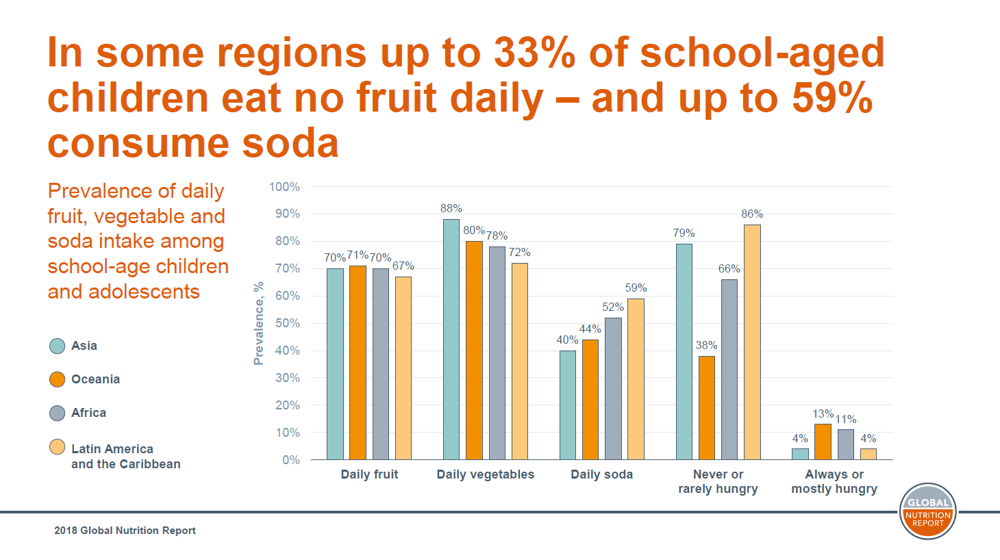 In some regions up to 33% of school-aged
children eat no fruit daily – and up to 59%
consume soda
Prevalence of daily
fruit, vegetable and
soda intake among
school-age children
and adolescents
Asia
Oceania
Africa
Latin America
and the Caribbean
Prevalence, %
100%
90%
80%
70%
60%
50%
40%
30%
20%
10%
0%
70% 71% 70% 67%
88% 80% 78% 72%
40% 44% 52% 59%
79% 38% 66% 86%
4% 13% 11% 4%
Daily fruit
Daily vegetables
Daily soda
Never or
rarely hungry
Always or
mostly hungry
2018 Global Nutrition Report
GLOBAL
NUTRITION
REPORT